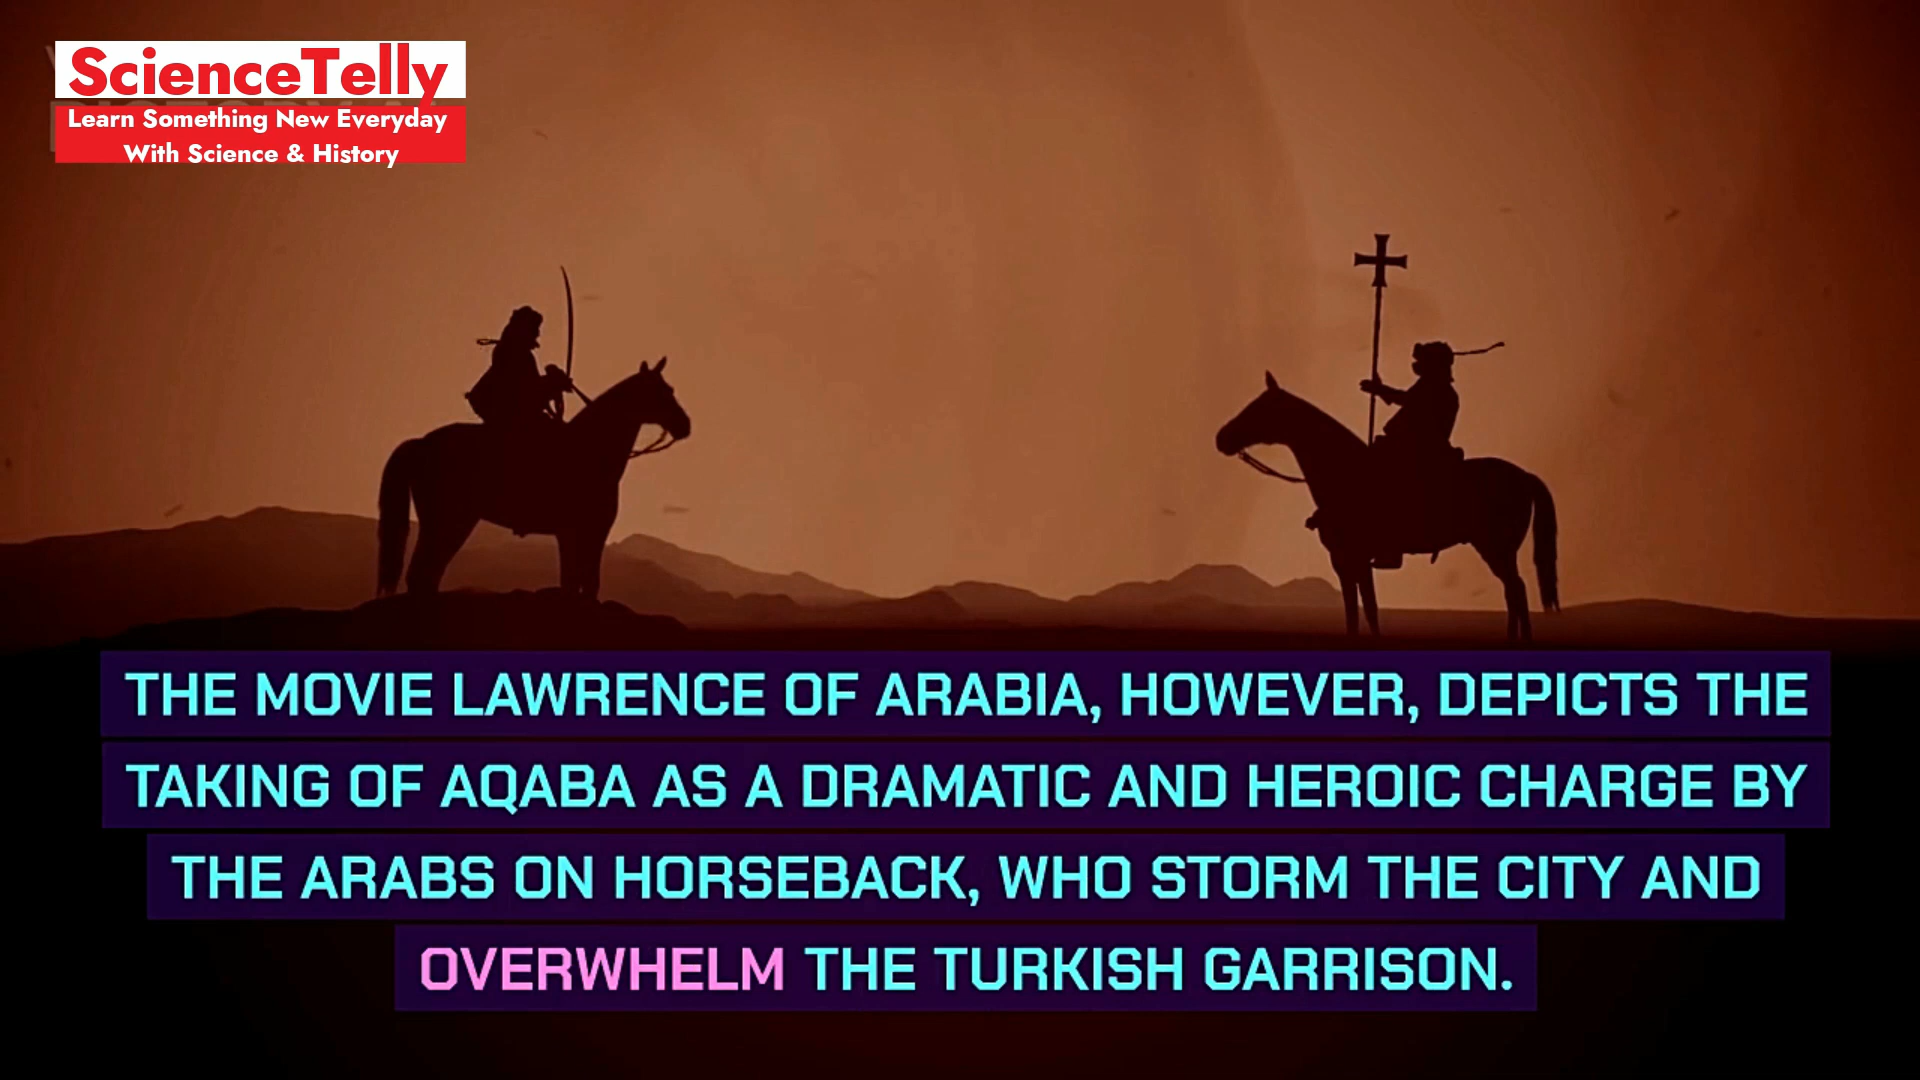 ScienceTelly
Learn Something New Everyday
With Science & History
THE MOVIE LAWRENCE OF ARABIA, HOWEVER, DEPICTS THE
TAKING OF AQABA AS A DRAMATIC AND HEROIC CHARGE BY
THE ARABS ON HORSEBACK, WHO STORM THE CITY AND
OVERWHELM THE TURKISH GARRISON.